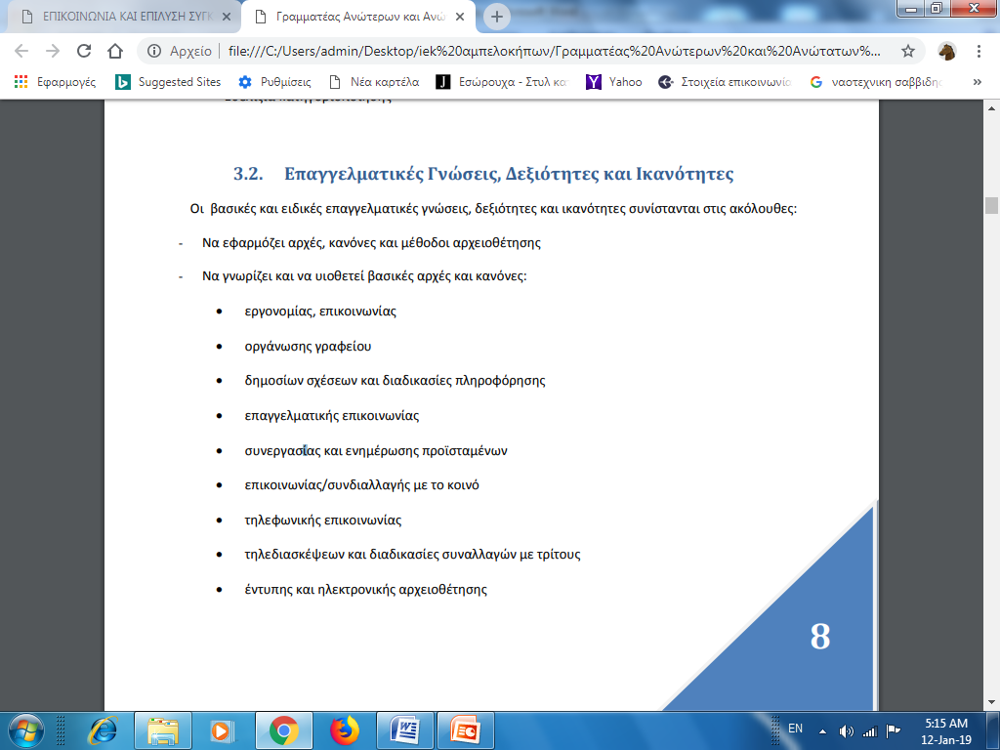 ΕΠΙΚΟΙΝΩΝΙΑ ΚΑΙ ΕΠΙΛΥΣΗ ΣΥΓΚ
Γραμματέας Ανώτερων και Ανώ
Αρχείο file:///C:/Users/admin/Desktop/iek%20αμπελοκήπων/Γραμματέας%20Ανώτερων%20και%20Ανώτατων%...
Εφαρμογές Suggested Sites Ρυθμίσεις Νέα καρτέλα Εσώρουχα - Στυλ κα Yahoo Στοιχεία επικοινωνία ναοτεχνικη σαββιδη »
3.2. Επαγγελματικές Γνώσεις, Δεξιότητες και Ικανότητες
Οι βασικές και ειδικές επαγγελματικές γνώσεις, δεξιότητες και ικανότητες συνίστανται στις ακόλουθες:
- Να εφαρμόζει αρχές, κανόνες και μέθοδοι αρχειοθέτησης
- Να γνωρίζει και να υιοθετεί βασικές αρχές και κανόνες:
• εργονομίας, επικοινωνίας
• οργάνωσης γραφείου
• δημοσίων σχέσεων και διαδικασίες πληροφόρησης
• επαγγελματικής επικοινωνίας
• συνεργασίας και ενημέρωσης προϊσταμένων
• επικοινωνίας/συνδιαλλαγής με το κοινό
• τηλεφωνικής επικοινωνίας
• τηλεδιασκέψεων και διαδικασίες συναλλαγών με τρίτους
• έντυπης και ηλεκτρονικής αρχειοθέτησης
8
EN
5:15 AM
12-Jan-19